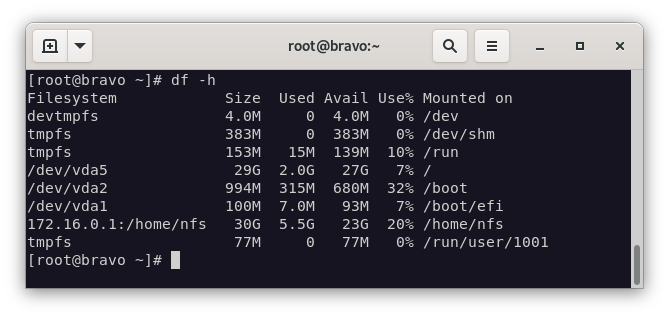 root@bravo:~
[root@bravo ~]# df -h
Filesystem            Size  Used Avail Use% Mounted on
devtmpfs              4.0M     0  4.0M   0% /dev
tmpfs                 383M     0  383M   0% /dev/shm
tmpfs                 153M   15M  139M  10% /run
/dev/vda5              29G  2.0G   27G   7% /
/dev/vda2             994M  315M  680M  32% /boot
/dev/vda1             100M  7.0M   93M   7% /boot/efi
172.16.0.1:/home/nfs   30G  5.5G   23G  20% /home/nfs
tmpfs                  77M     0   77M   0% /run/user/1001
[root@bravo ~]#